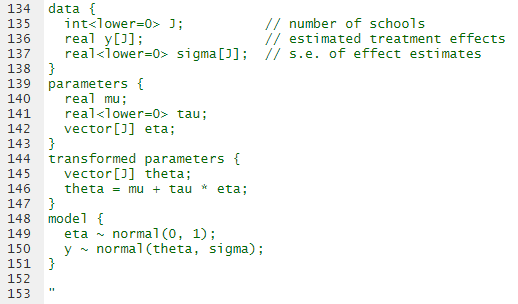 134 data {
135   int<lower=0> J;          // number of schools
136   real y[J];               // estimated treatment effects
137   real<lower=0> sigma[J];  // s.e. of effect estimates
138 }
139 parameters {
140   real mu;
141   real<lower=0> tau;
142   vector[J] eta;
143 }
144 transformed parameters {
145   vector[J] theta;
146   theta = mu + tau * eta;
147 }
148 model {
149   eta ~ normal(0, 1);
150   y ~ normal(theta, sigma);
151 }
152
153 "